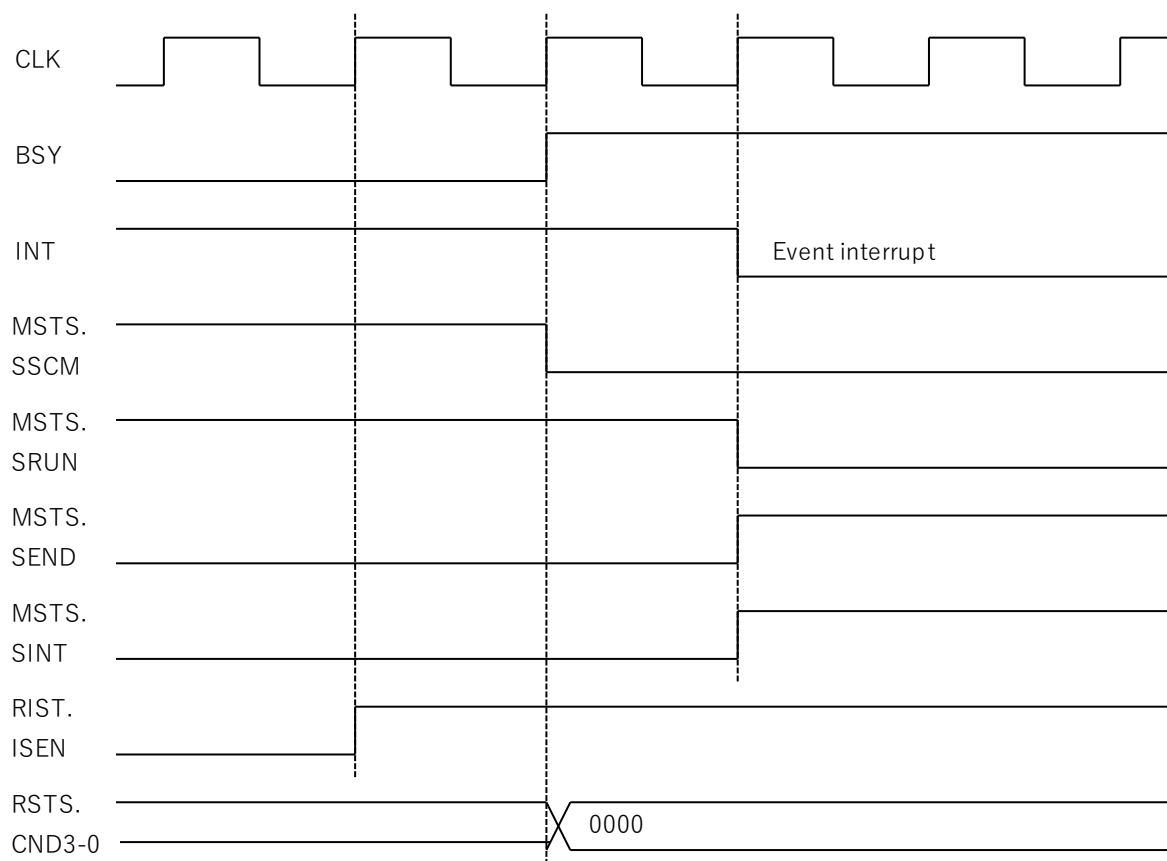 CLK
BSY
INT
Event interrupt
MSTS.
SSCM
MSTS.
SRUN
MSTS.
SEND
MSTS.
SINT
RIST.
ISEN
RSTS.
0000
CND3-0